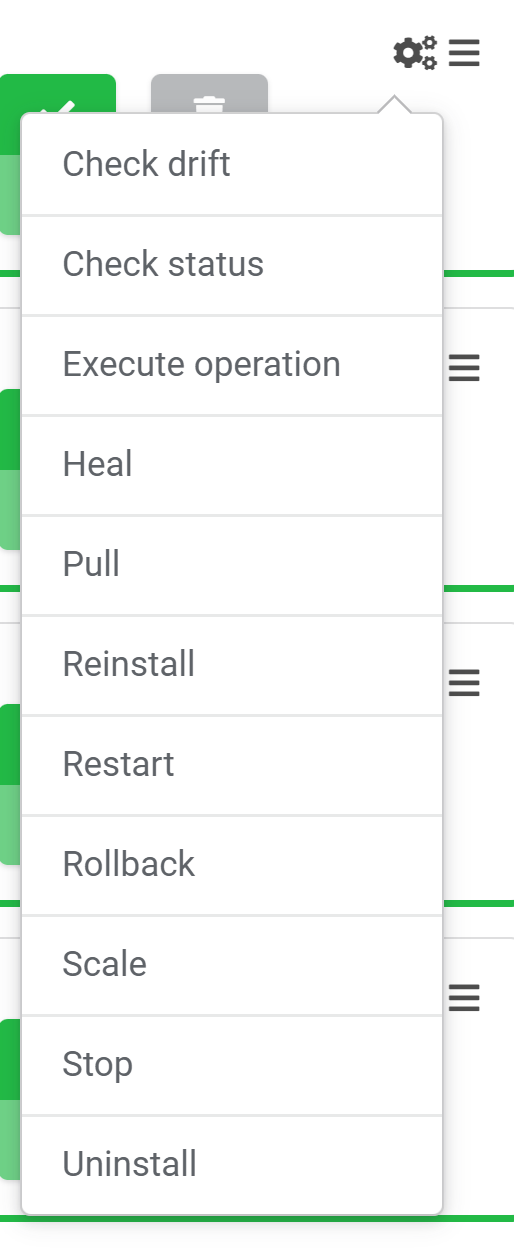 Check drift
Check status
Execute operation
Heal
Pull
Reinstall
Restart
Rollback
Scale
Stop
Uninstall